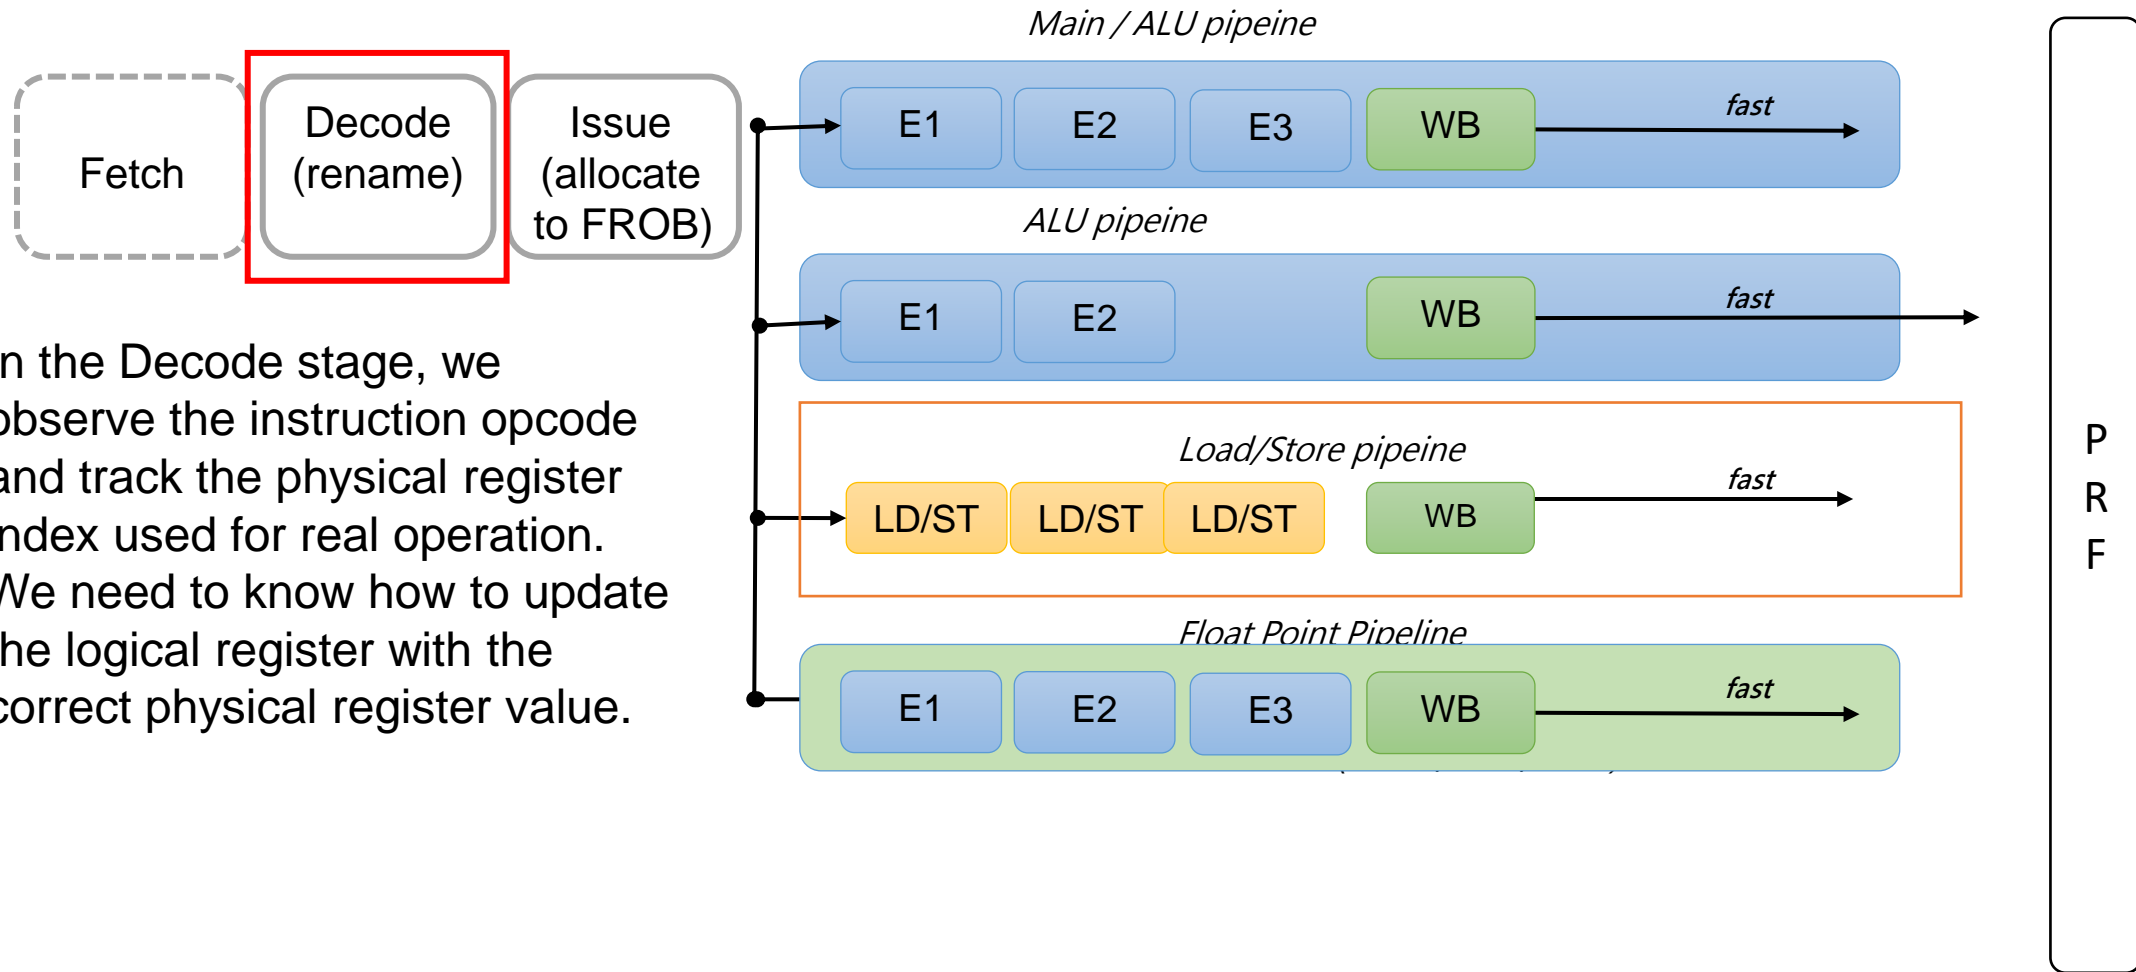 Main / ALU pipeine
Fetch
Decode
(rename)
Issue
(allocate
to FROB)
E1 E2 E3 WB fast
ALU pipeine
E1 E2 WB fast
n the Decode stage, we
observe the instruction opcode
and track the physical register
ndex used for real operation.
We need to know how to update
he logical register with the
correct physical register value.
Load/Store pipeine
LD/ST LD/ST LD/ST WB fast
Float Point Pipeline
E1 E2 E3 WB fast
P
R
F